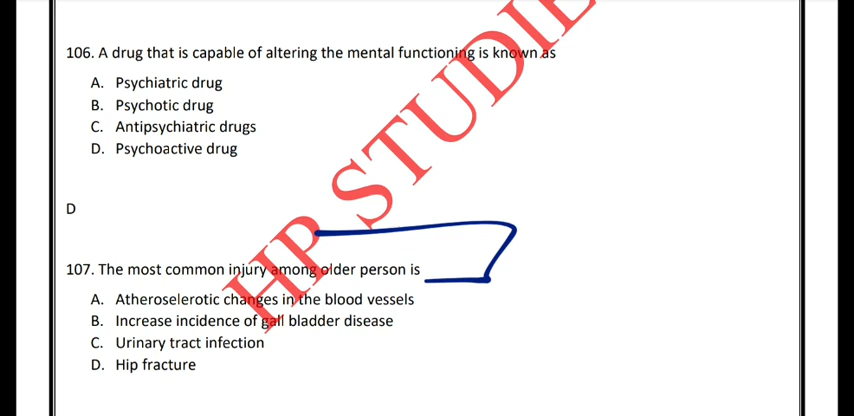 106. A drug that is capable of altering the mental functioning is known as
A. Psychiatric drug
B. Psychotic drug
C. Antipsychiatric drugs
D. Psychoactive drug
D
107. The most common injury among older person is
A. Atheroselerotic changes in the blood vessels
B. Increase incidence of gall bladder disease
C. Urinary tract infection
D. Hip fracture
HP STUDIE